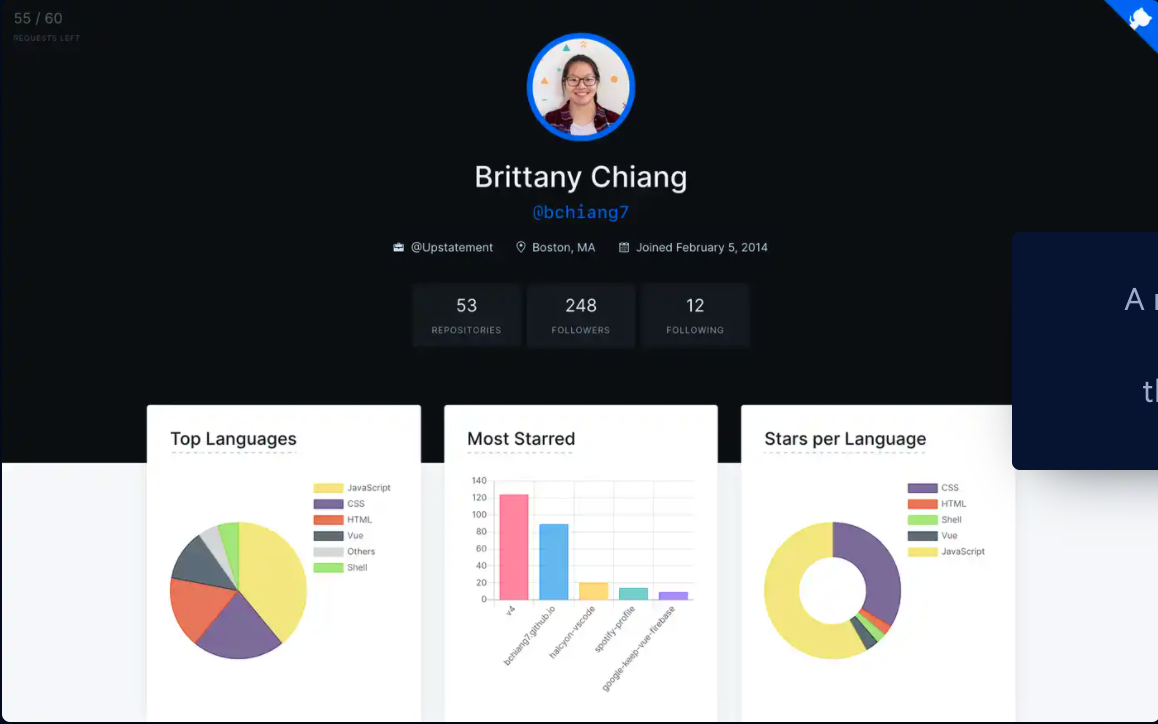 55 / 60
REQUESTS LEFT
Brittany Chiang
@bchiang7
@Upstatement Boston, MA Joined February 5, 2014
53 248 12
REPOSITORIES FOLLOWERS FOLLOWING
A
Top Languages
JavaScript
CSS
HTML
Vue
Others
Shell
Most Starred
140
120
100
80
60
40
20
0
v4
bchiang7.github.io
halcyon-vscode
spotify-profile
google-keep-vue-firebase
Stars per Language
CSS
HTML
Shell
Vue
JavaScript